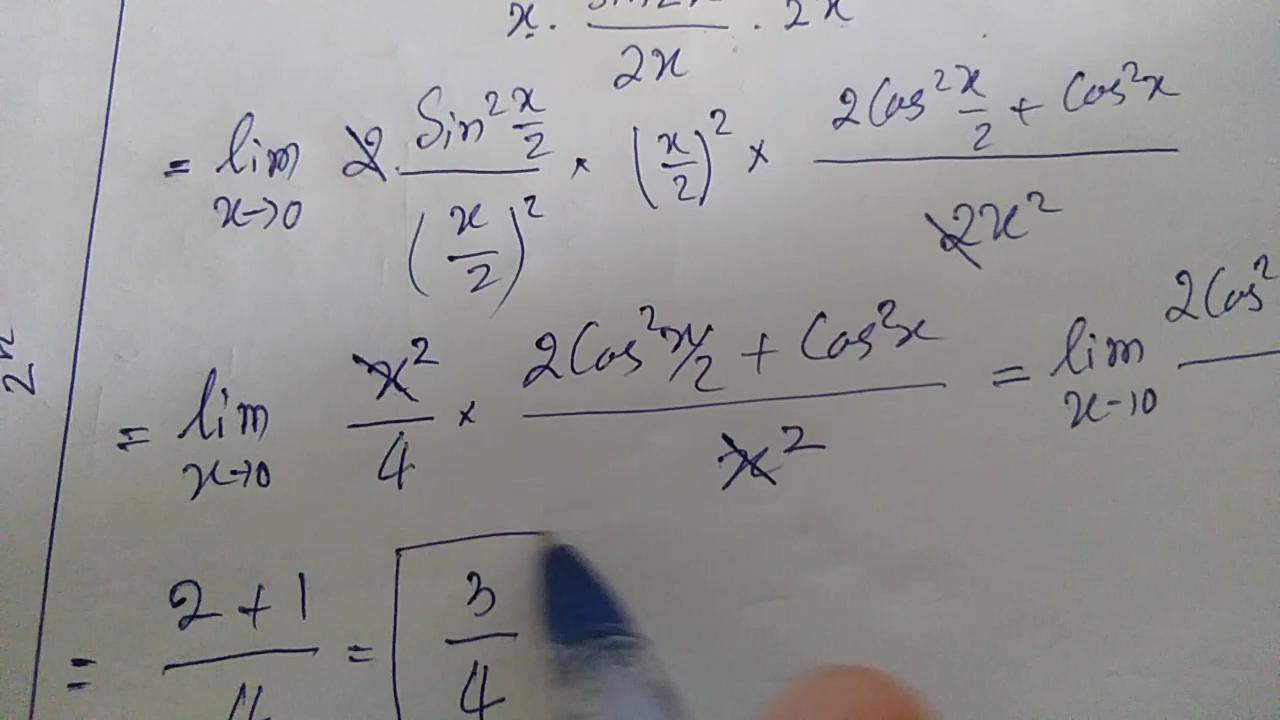 x · sin2x / 2x · 2x
= lim x→0 2 · Sin² x/2 / (x/2)² × (x/2)² × 2Cos² x/2 + Cos²x / 2x²
= lim x→0 x²/4 × 2Cos² x/2 + Cos²x / x² = lim x→0 2Cos²
= 2+1 / 4 = 3/4
2x